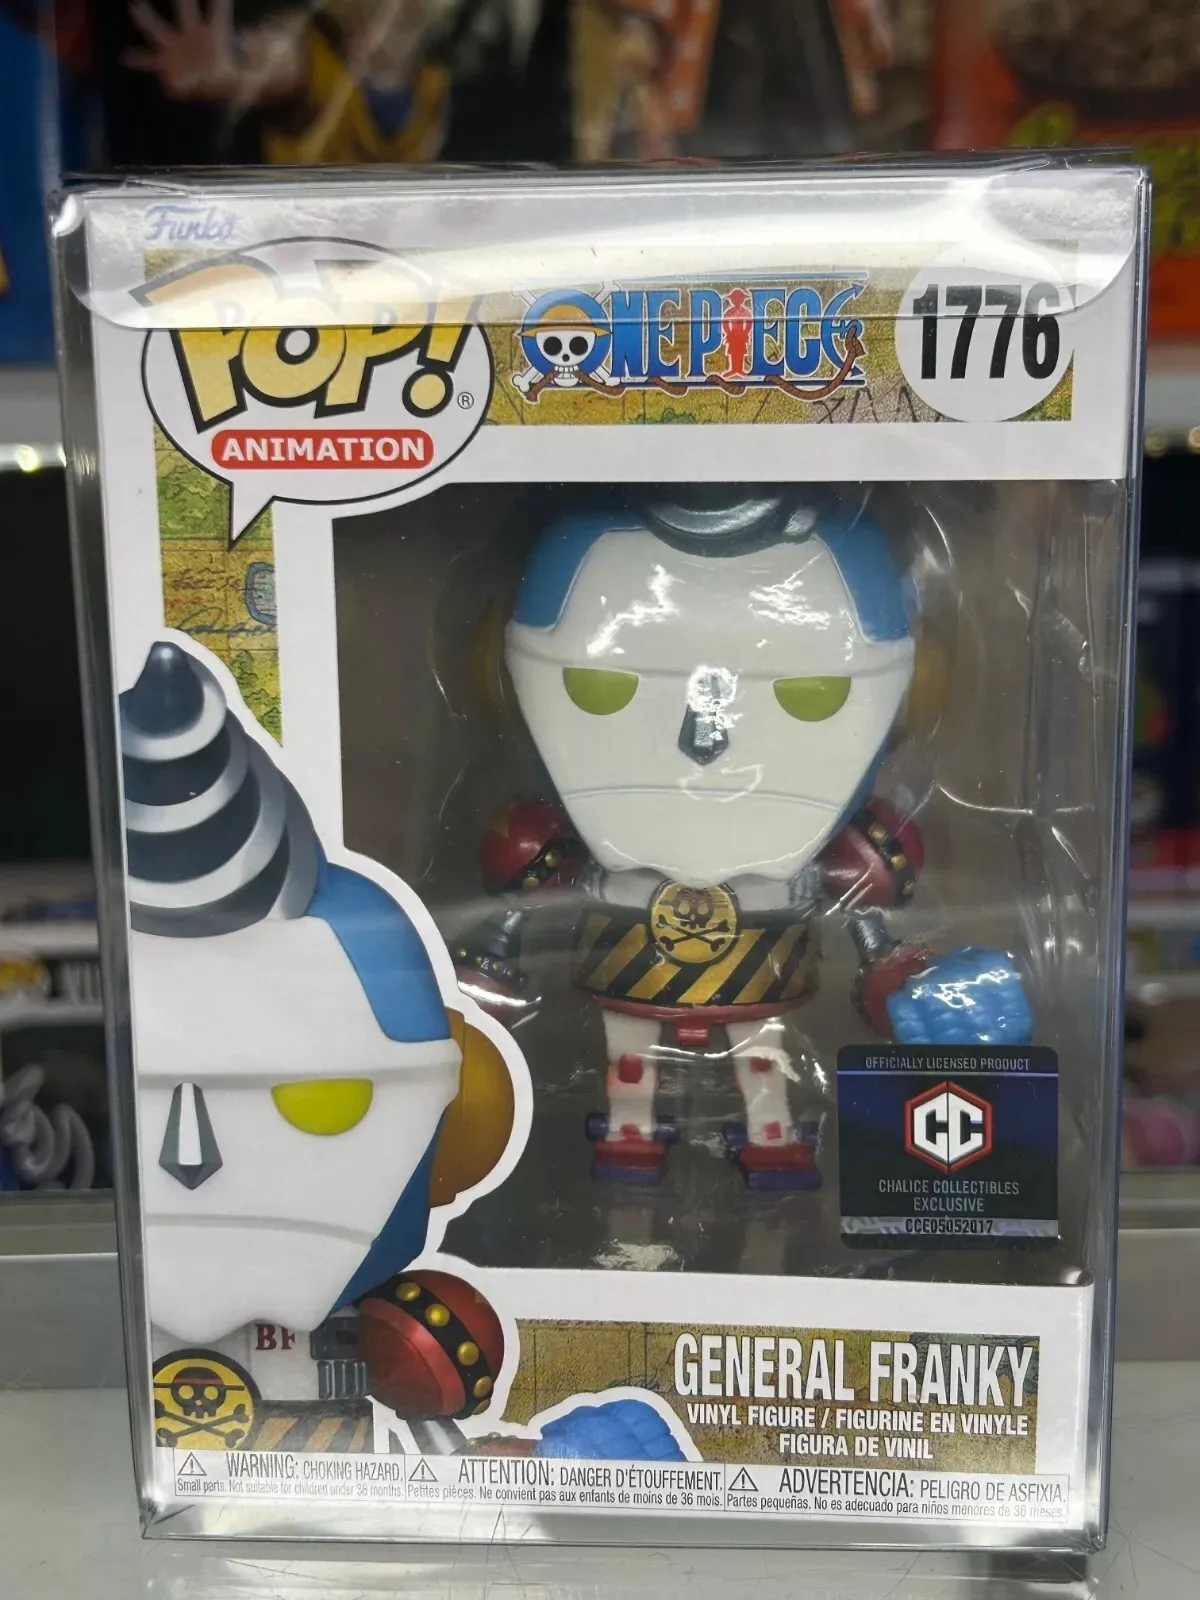 Funko
POP!®
ANIMATION
ONE PIECE
1776
OFFICIALLY LICENSED PRODUCT
CC
CHALICE COLLECTIBLES
EXCLUSIVE
CCE05052017
BF
GENERAL FRANKY
VINYL FIGURE / FIGURINE EN VINYLE
FIGURA DE VINIL
WARNING: CHOKING HAZARD.
Small parts. Not suitable for children under 36 months.
ATTENTION: DANGER D'ÉTOUFFEMENT.
Petites pièces. Ne convient pas aux enfants de moins de 36 mois.
ADVERTENCIA: PELIGRO DE ASFIXIA.
Partes pequeñas. No es adecuado para niños menores de 36 meses.